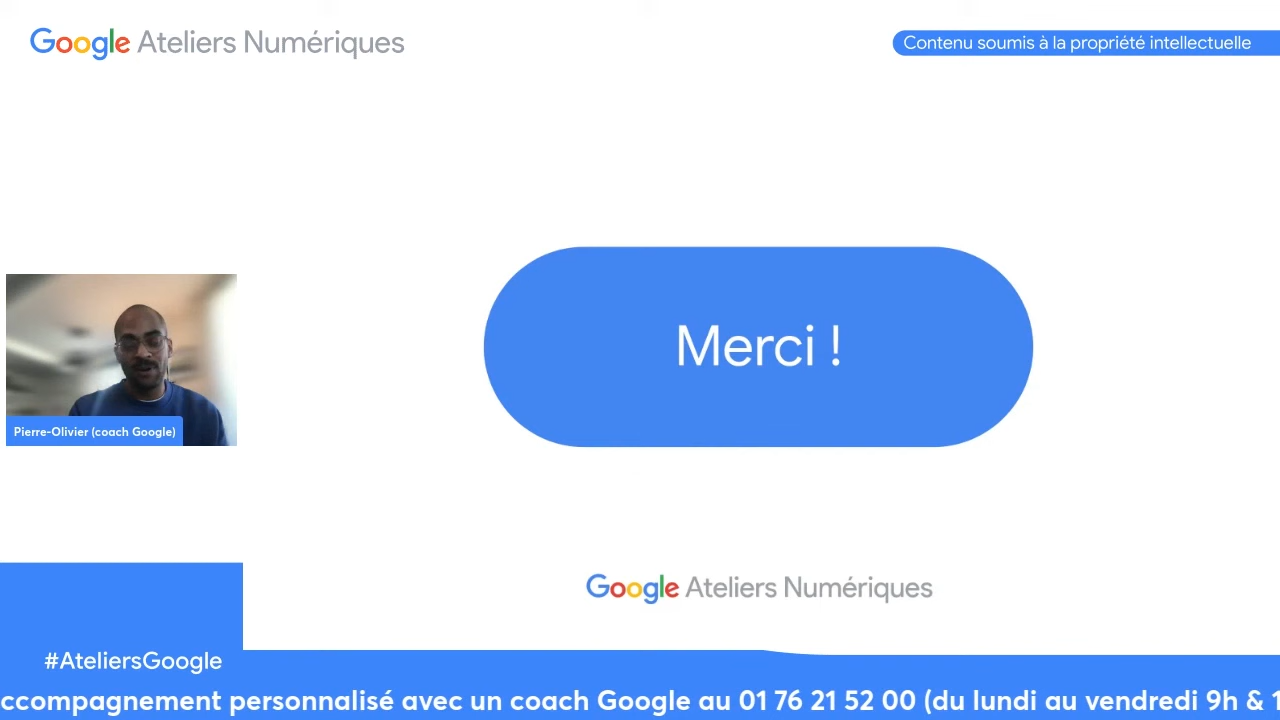 Google Ateliers Numériques
Contenu soumis à la propriété intellectuelle
Merci !
Pierre-Olivier (coach Google)
Google Ateliers Numériques
#AteliersGoogle
ccompagnement personnalisé avec un coach Google au 01 76 21 52 00 (du lundi au vendredi 9h & 1